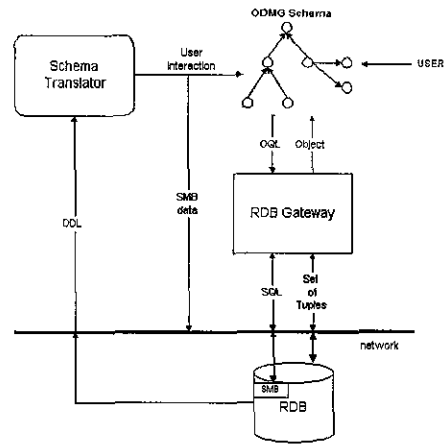 ODMG Schema
User
interaction
Schema
Translator
USER
OQL
Object
SMB
data
RDB Gateway
DDL
SQL
Set
of
Tuples
network
SMB
RDB